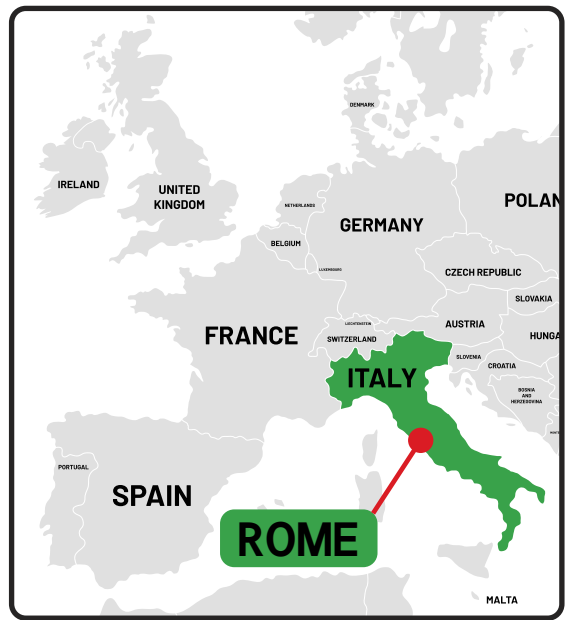 DENMARK
IRELAND
UNITED
KINGDOM
NETHERLANDS
POLAN
GERMANY
BELGIUM
LUXEMBOURG
CZECH REPUBLIC
SLOVAKIA
LIECHTENSTEIN
AUSTRIA
FRANCE
SWITZERLAND
HUNGA
SLOVENIA
CROATIA
ITALY
BOSNIA
AND
HERZEGOVINA
PORTUGAL
SPAIN
ROME
MALTA